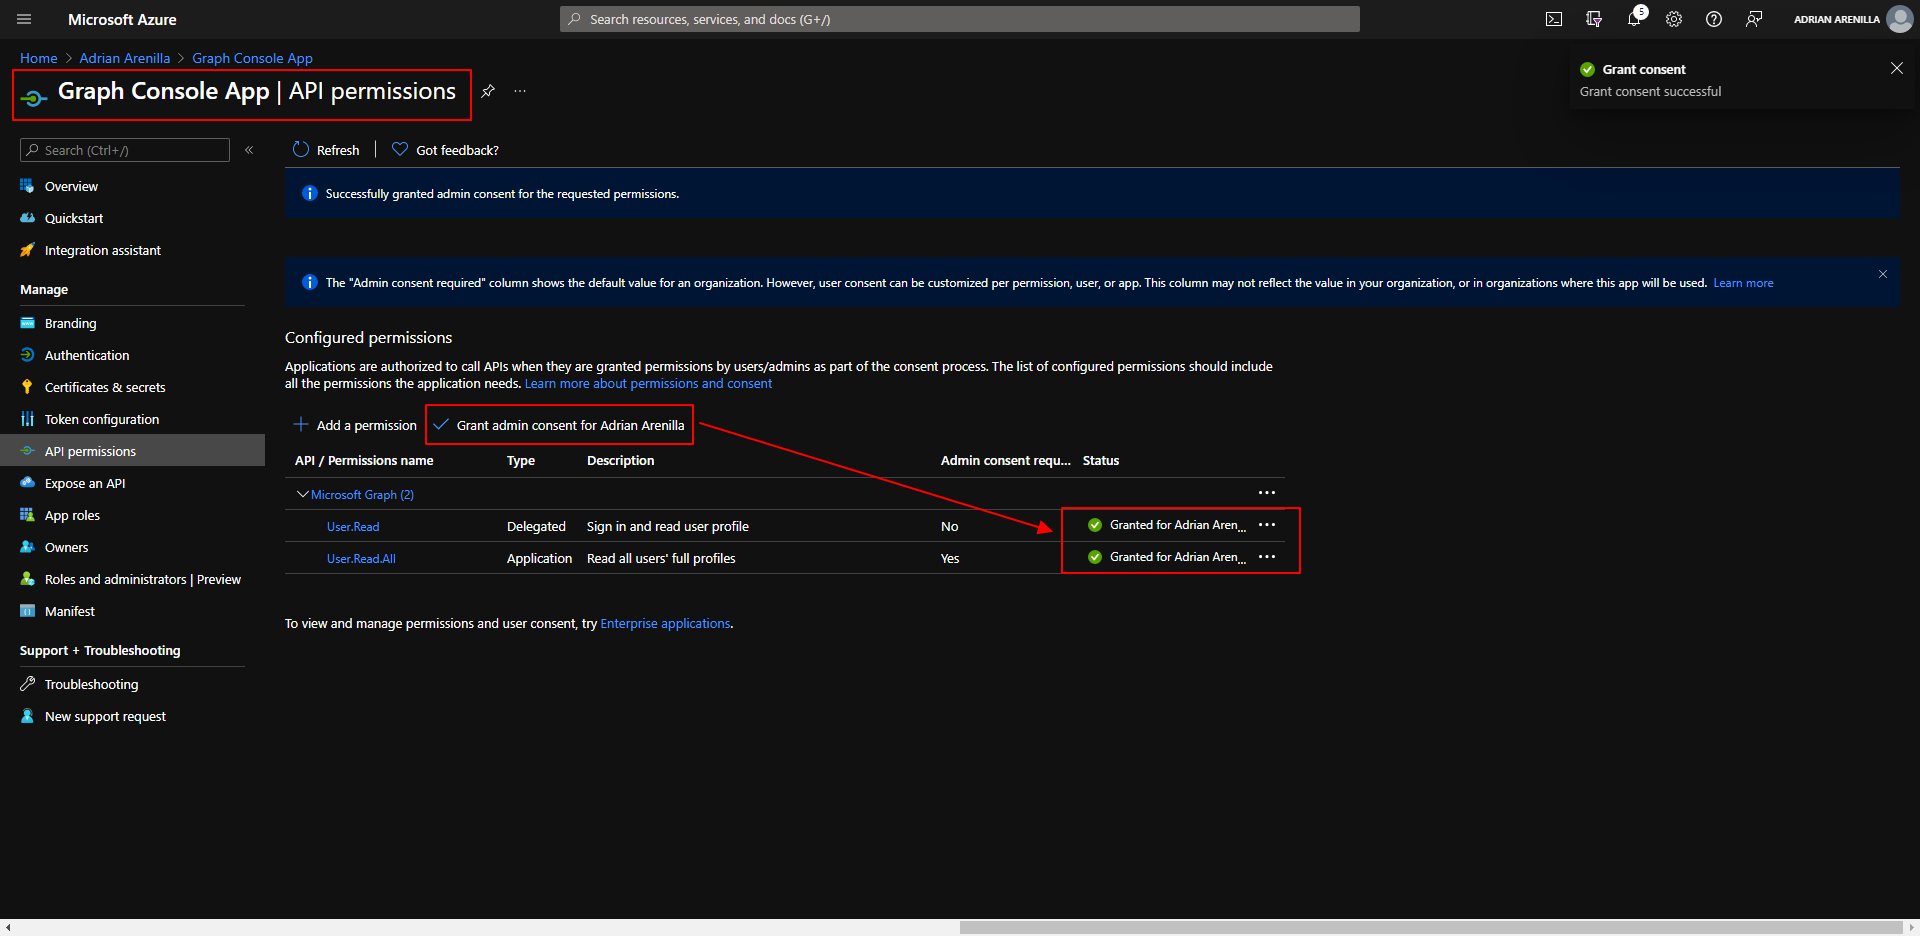 Microsoft Azure
Search resources, services, and docs (G+/)
5
ADRIAN ARENILLA
Home > Adrian Arenilla > Graph Console App
Graph Console App | API permissions
Grant consent
Grant consent successful
Search (Ctrl+/)
Refresh
Got feedback?
Overview
Quickstart
Integration assistant
Manage
Branding
Authentication
Certificates & secrets
Token configuration
API permissions
Expose an API
App roles
Owners
Roles and administrators | Preview
Manifest
Support + Troubleshooting
Troubleshooting
New support request
Successfully granted admin consent for the requested permissions.
The "Admin consent required" column shows the default value for an organization. However, user consent can be customized per permission, user, or app. This column may not reflect the value in your organization, or in organizations where this app will be used. Learn more
Configured permissions
Applications are authorized to call APIs when they are granted permissions by users/admins as part of the consent process. The list of configured permissions should include
all the permissions the application needs. Learn more about permissions and consent
Add a permission
Grant admin consent for Adrian Arenilla
API / Permissions name Type Description Admin consent requ... Status
Microsoft Graph (2)
User.Read Delegated Sign in and read user profile No Granted for Adrian Aren...
User.Read.All Application Read all users' full profiles Yes Granted for Adrian Aren...
To view and manage permissions and user consent, try Enterprise applications.